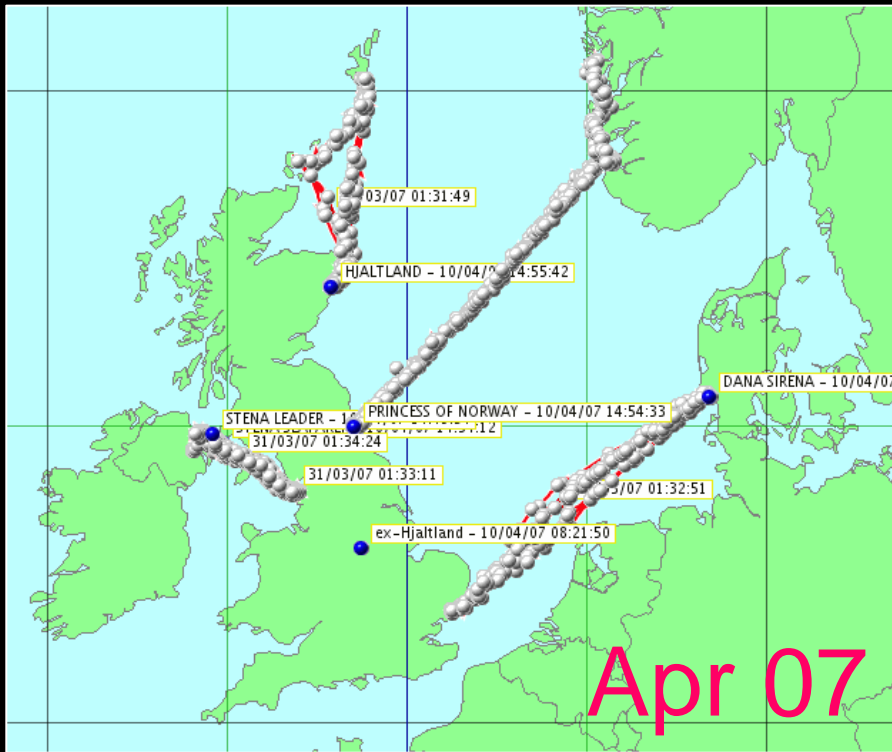 03/07 01:31:49
HJALTLAND – 10/04/0 14:55:42
DANA SIRENA – 10/04/07
PRINCESS OF NORWAY – 10/04/07 14:54:33
STENA LEADER – 1
31/03/07 01:34:24
31/03/07 01:33:11
3/07 01:32:51
ex–Hjaltland – 10/04/07 08:21:50
Apr 07